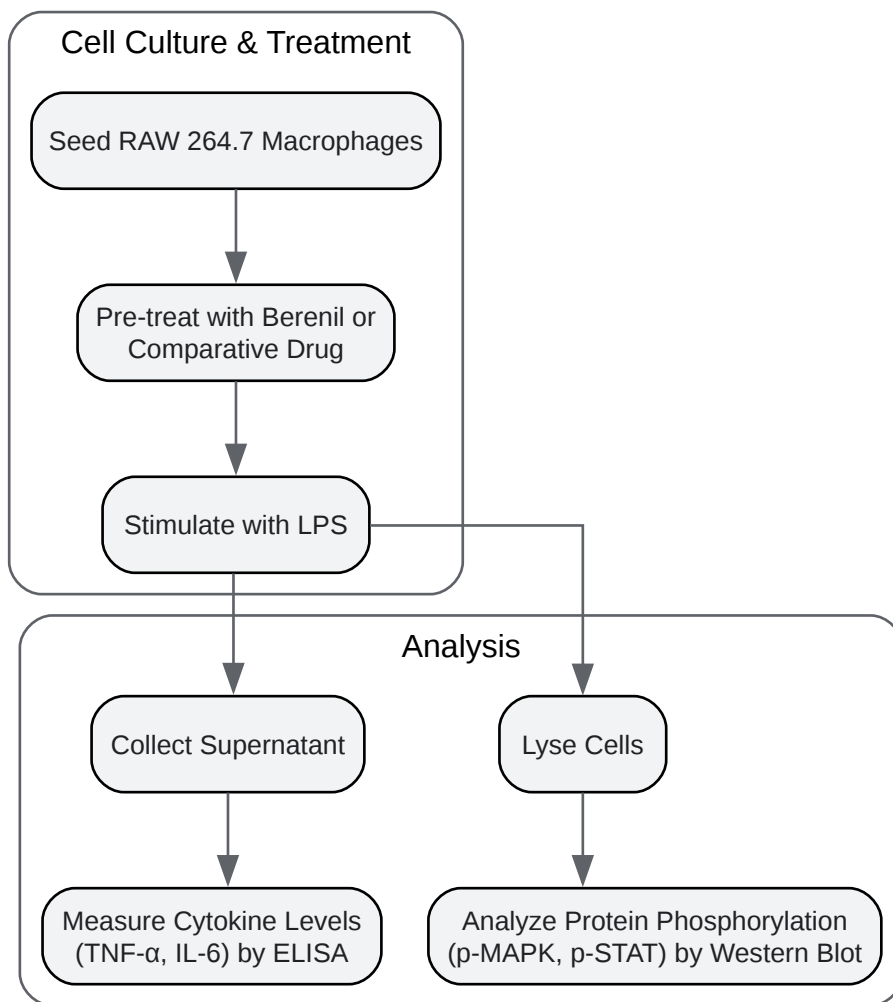 Cell Culture & Treatment
Seed RAW 264.7 Macrophages
Pre-treat with Berenil or
Comparative Drug
Stimulate with LPS
Analysis
Collect Supernatant
Lyse Cells
Measure Cytokine Levels
(TNF-α, IL-6) by ELISA
Analyze Protein Phosphorylation
(p-MAPK, p-STAT) by Western Blot